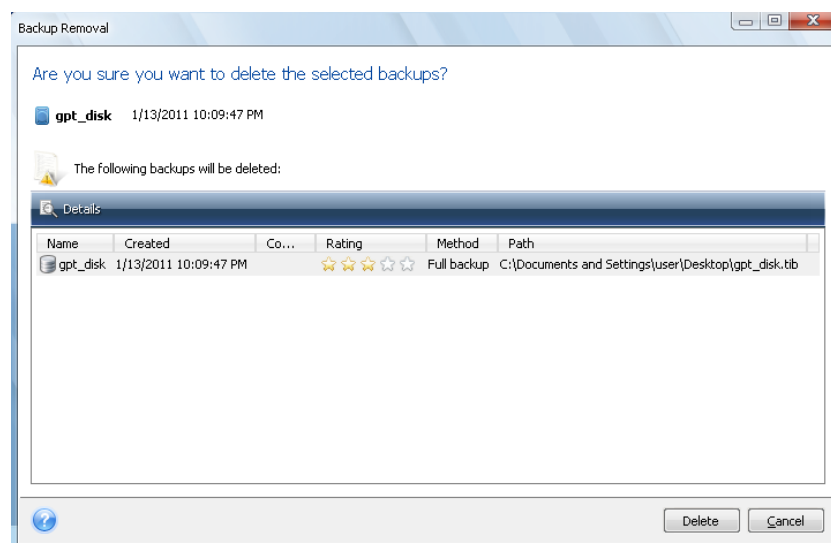 Backup Removal
Are you sure you want to delete the selected backups?
gpt_disk 1/13/2011 10:09:47 PM
The following backups will be deleted:
Details
Name Created Co... Rating Method Path
gpt_disk 1/13/2011 10:09:47 PM Full backup C:\Documents and Settings\user\Desktop\gpt_disk.tib
Delete Cancel